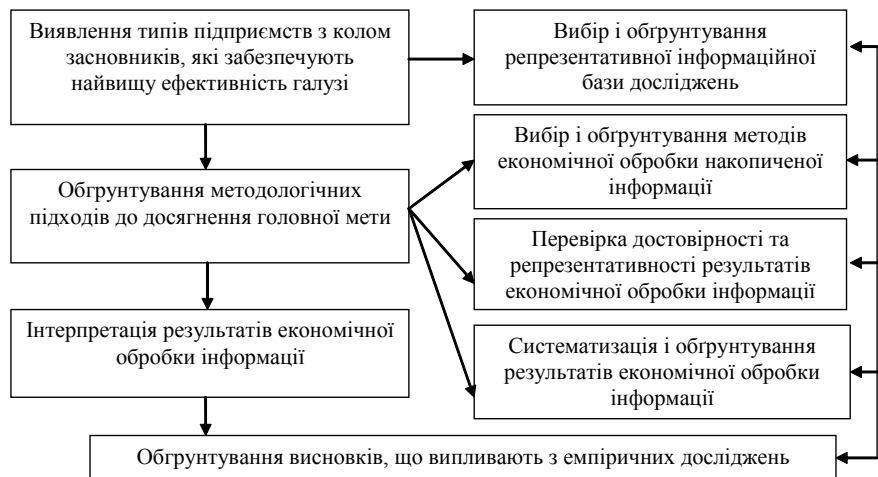 Виявлення типів підприємств з колом
засновників, які забезпечують
найвищу ефективність галузі
Вибір і обґрунтування
репрезентативної інформаційної
бази досліджень
Обгрунтування методологічних
підходів до досягнення головної мети
Вибір і обґрунтування методів
економічної обробки накопиченої
інформації
Перевірка достовірності та
репрезентативності результатів
економічної обробки інформації
Інтерпретація результатів економічної
обробки інформації
Систематизація і обґрунтування
результатів економічної обробки
інформації
Обгрунтування висновків, що випливають з емпіричних досліджень